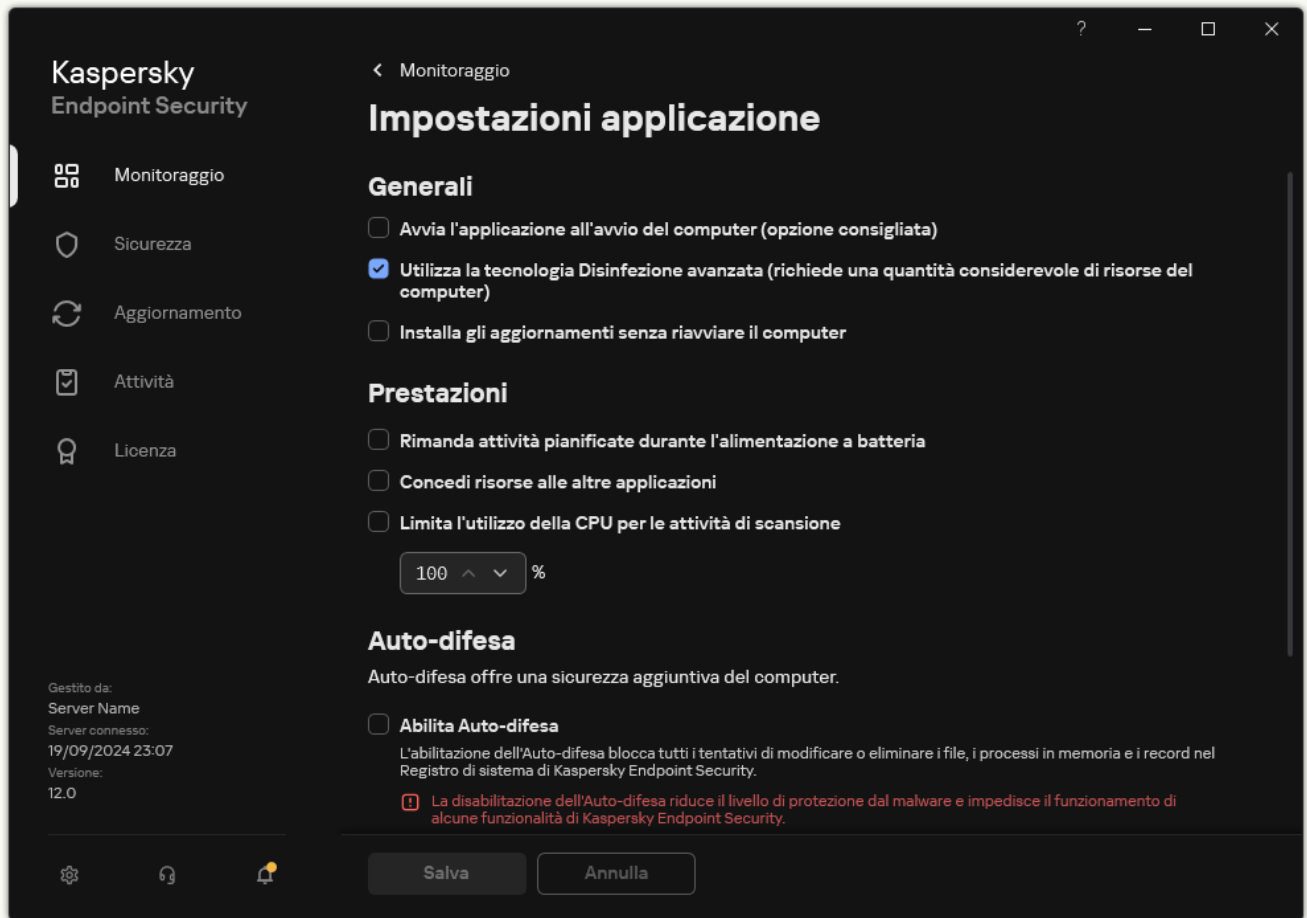 ?
Kaspersky
Endpoint Security
Monitoraggio
Sicurezza
Aggiornamento
Attività
Licenza
Gestito da:
Server Name
Server connesso:
19/09/2024 23:07
Versione:
12.0
Monitoraggio
Impostazioni applicazione
Generali
Avvia l'applicazione all'avvio del computer (opzione consigliata)
Utilizza la tecnologia Disinfezione avanzata (richiede una quantità considerevole di risorse del
computer)
Installa gli aggiornamenti senza riavviare il computer
Prestazioni
Rimanda attività pianificate durante l'alimentazione a batteria
Concedi risorse alle altre applicazioni
Limita l'utilizzo della CPU per le attività di scansione
100 %
Auto-difesa
Auto-difesa offre una sicurezza aggiuntiva del computer.
Abilita Auto-difesa
L'abilitazione dell'Auto-difesa blocca tutti i tentativi di modificare o eliminare i file, i processi in memoria e i record nel
Registro di sistema di Kaspersky Endpoint Security.
La disabilitazione dell'Auto-difesa riduce il livello di protezione dal malware e impedisce il funzionamento di
alcune funzionalità di Kaspersky Endpoint Security.
Salva
Annulla